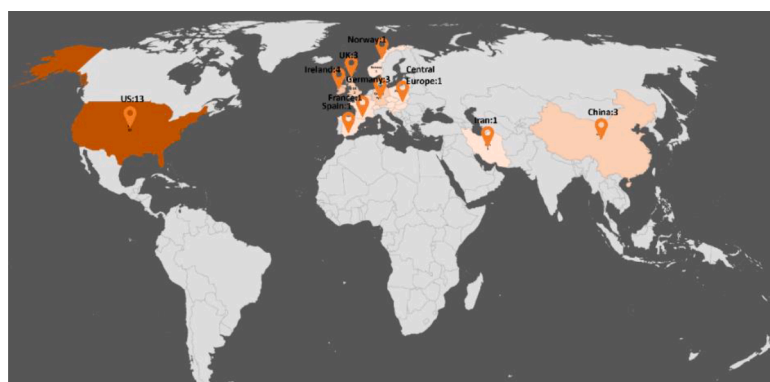 Norway:1
UK:3
Ireland:4
Germany:3
Central
Europe:1
France:1
Spain:1
US:13
Iran:1
China:3